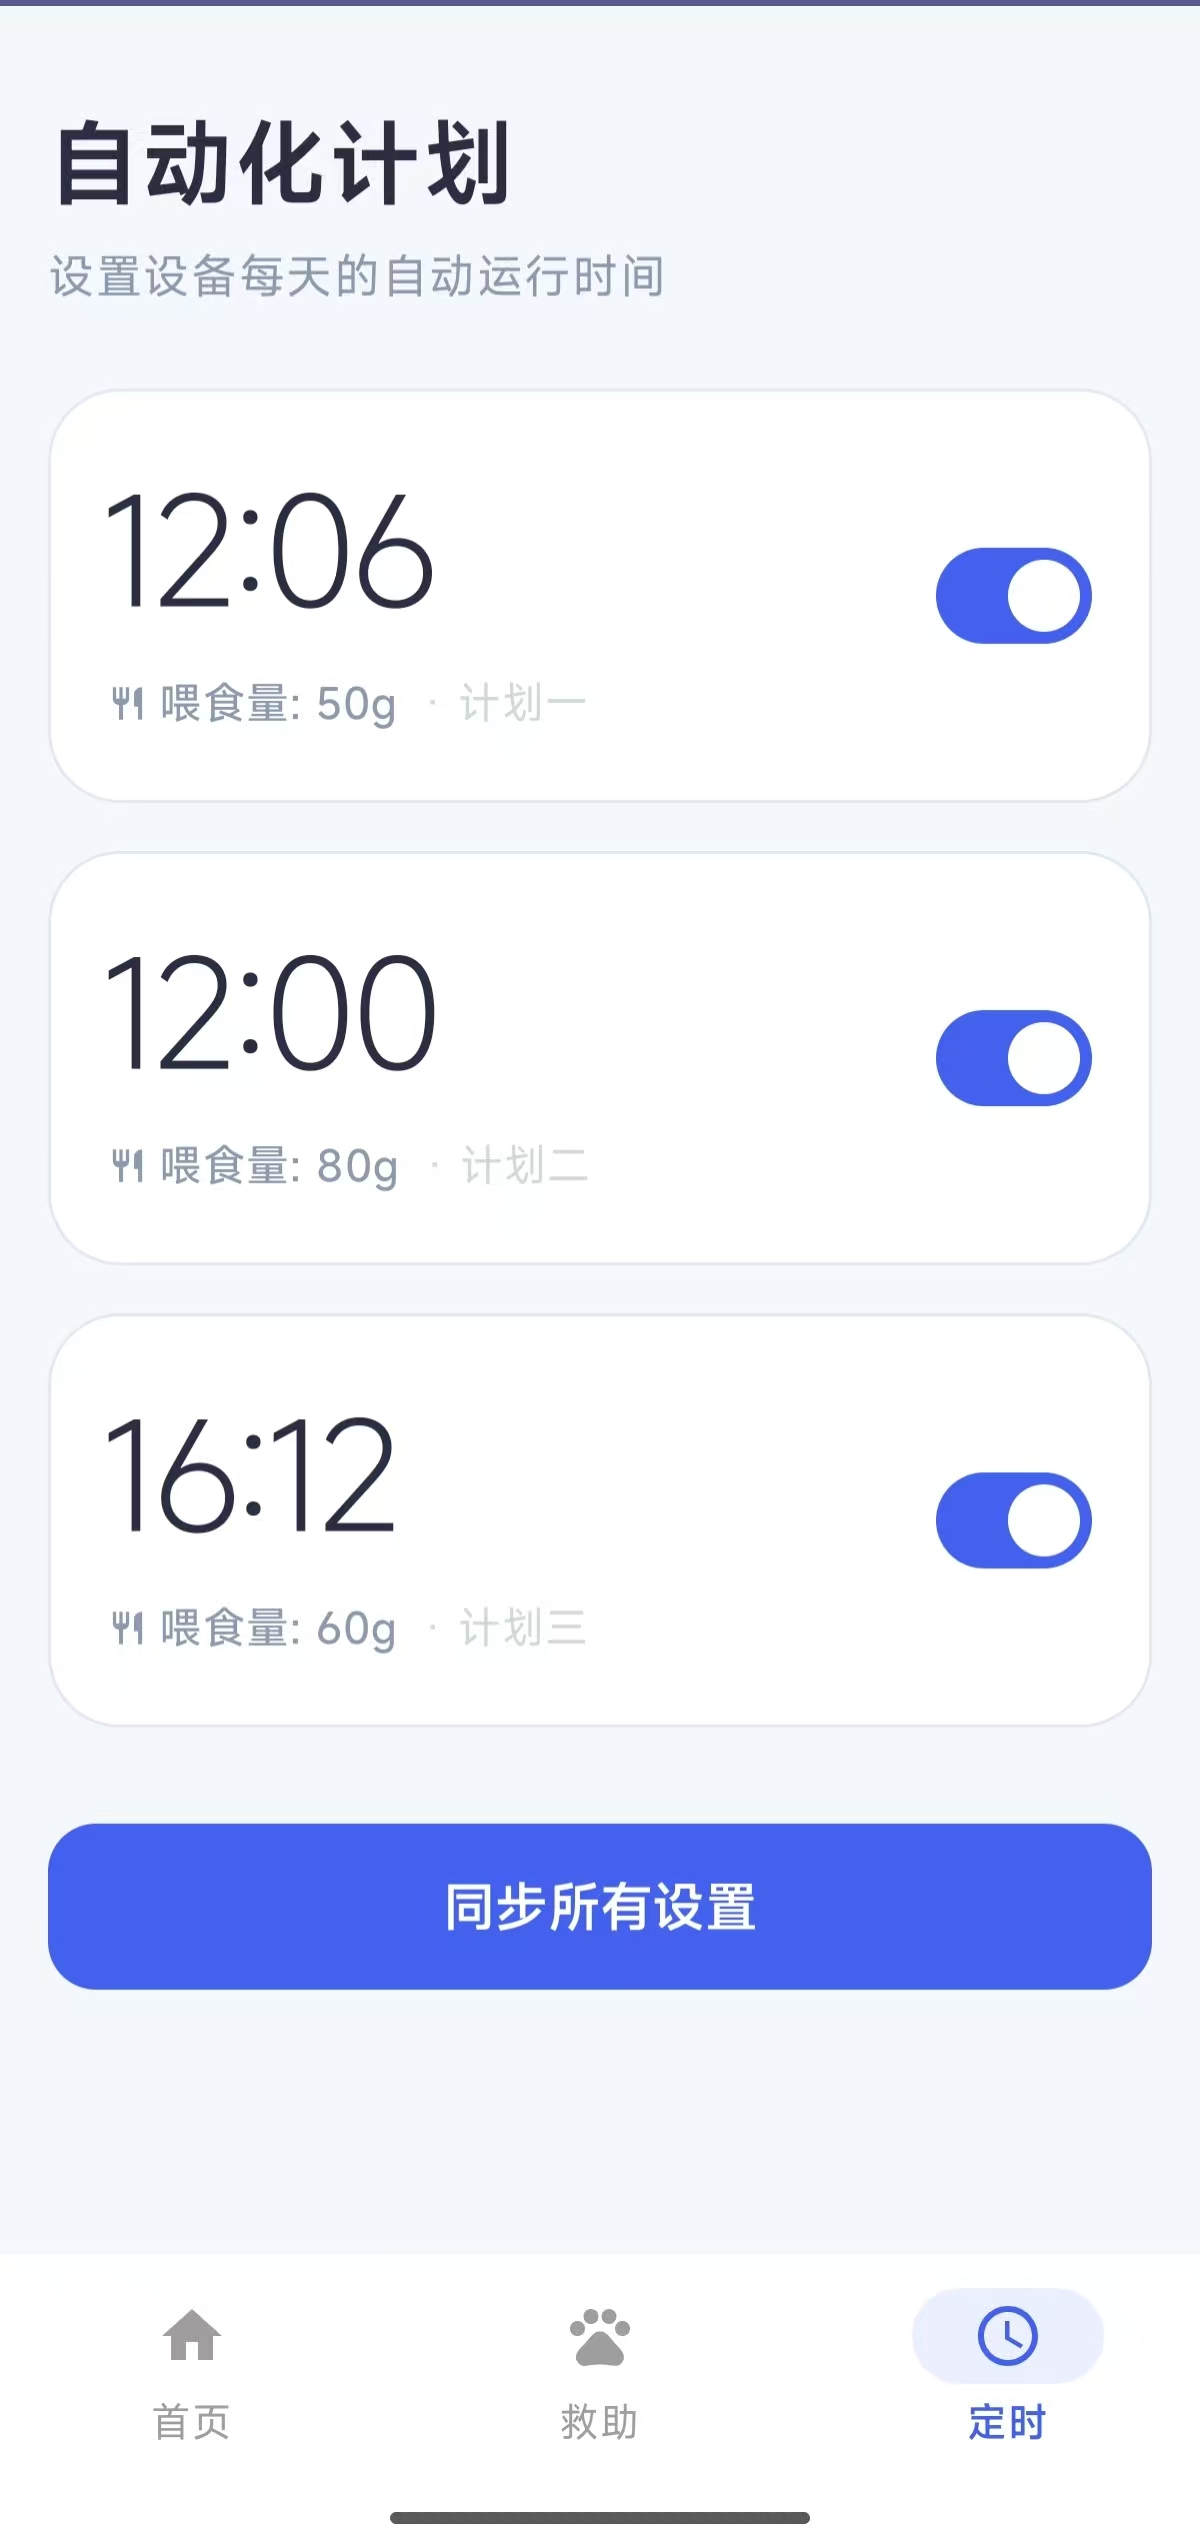 自动化计划
设置设备每天的自动运行时间
12:06
喂食量: 50g · 计划一
12:00
喂食量: 80g · 计划二
16:12
喂食量: 60g · 计划三
同步所有设置
首页 救助 定时